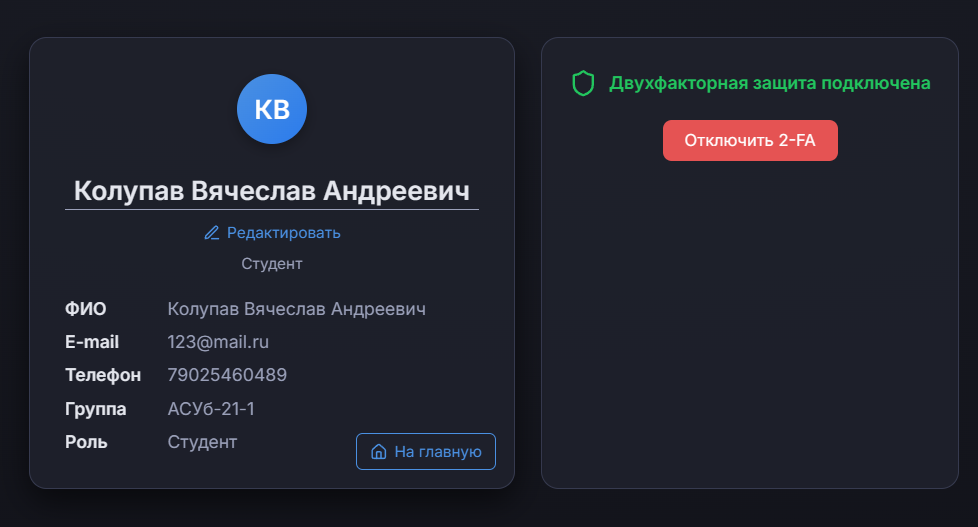 КВ
Колупав Вячеслав Андреевич
Редактировать
Студент
ФИО Колупав Вячеслав Андреевич
E-mail 123@mail.ru
Телефон 79025460489
Группа АСУб-21-1
Роль Студент
На главную
Двухфакторная защита подключена
Отключить 2-FA